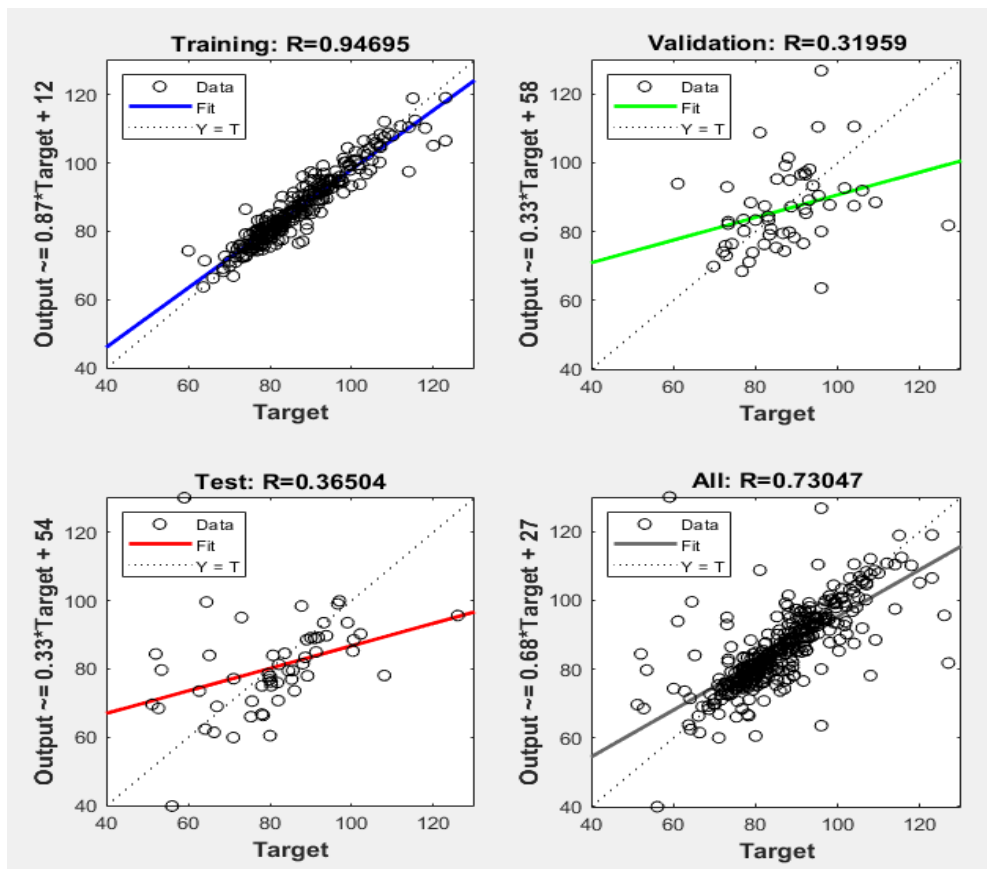 Training: R=0.94695
Output ~= 0.87*Target + 12
Data
Fit
Y = T
120
100
80
60
40
40 60 80 100 120
Target
Validation: R=0.31959
Output ~= 0.33*Target + 58
Data
Fit
Y = T
120
100
80
60
40
40 60 80 100 120
Target
Test: R=0.36504
Output ~= 0.33*Target + 54
Data
Fit
Y = T
120
100
80
60
40
40 60 80 100 120
Target
All: R=0.73047
Output ~= 0.68*Target + 27
Data
Fit
Y = T
120
100
80
60
40
40 60 80 100 120
Target